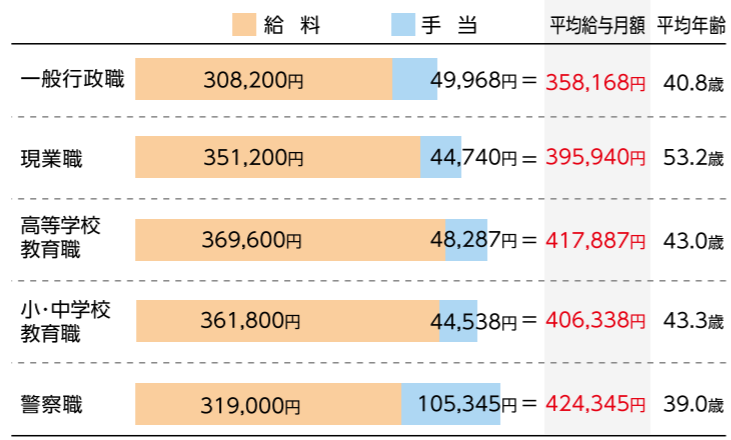 給料 手当 平均給与月額 平均年齢
一般行政職 308,200円 49,968円= 358,168円 40.8歳
現業職 351,200円 44,740円= 395,940円 53.2歳
高等学校
教育職 369,600円 48,287円= 417,887円 43.0歳
小・中学校
教育職 361,800円 44,538円= 406,338円 43.3歳
警察職 319,000円 105,345円= 424,345円 39.0歳